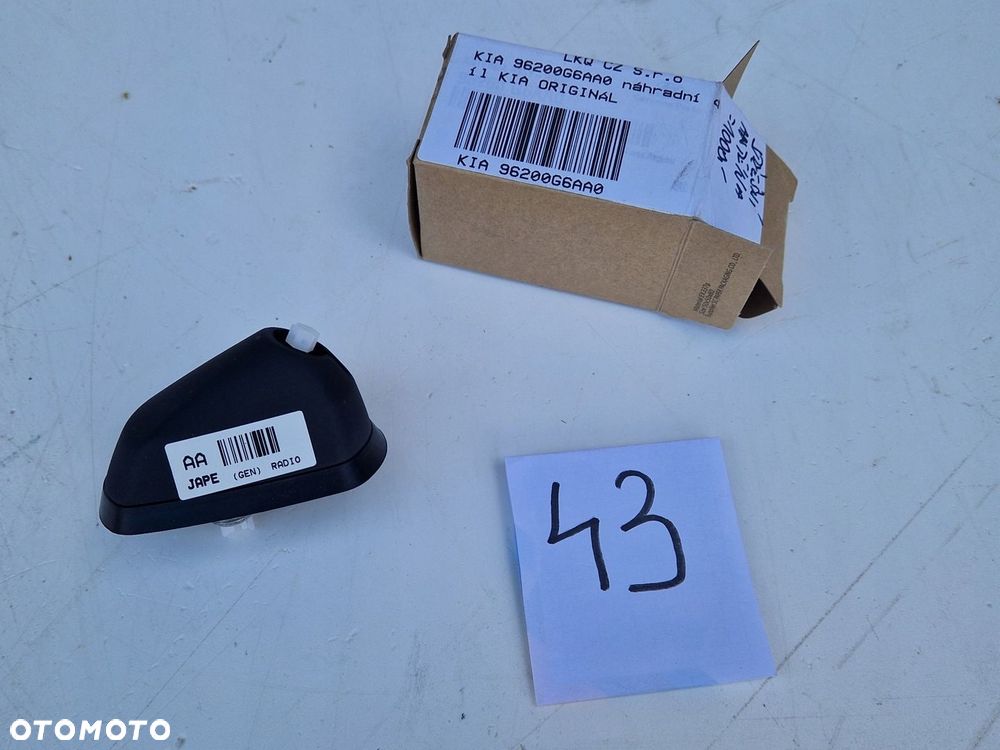 LKQ CZ s.r.o
KIA 96200G6AA0 náhradní
íl KIA ORIGINÁL
KIA 96200G6AA0
AA
JAPE (GEN) RADIO
43
OTOMOTO